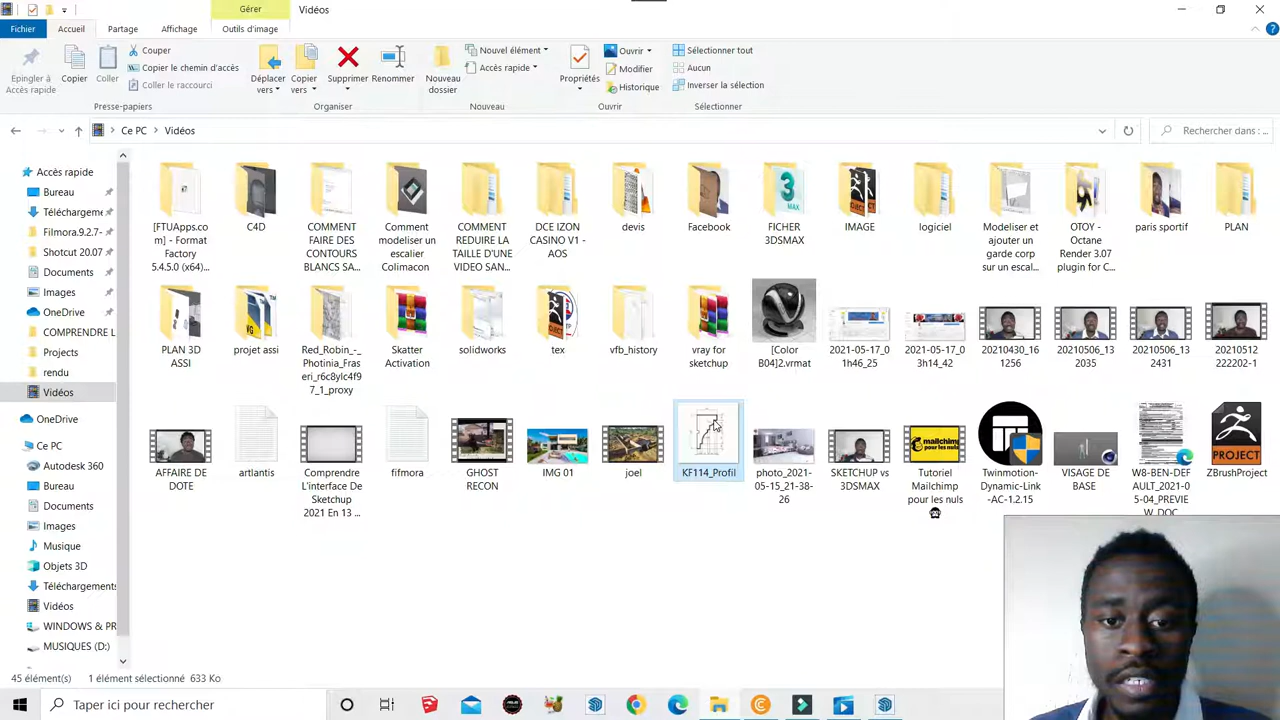 Gérer
Vidéos
Fichier
Accueil
Partage
Affichage
Outils d'image
Epingler à
Accès rapide
Copier
Coller
Couper
Copier le chemin d'accès
Coller le raccourci
Déplacer
vers
Copier
vers
Supprimer
Renommer
Nouveau
dossier
Nouvel élément
Accès rapide
Propriétés
Ouvrir
Modifier
Historique
Sélectionner tout
Aucun
Inverser la sélection
Presse-papiers
Organiser
Nouveau
Ouvrir
Sélectionner
Ce PC
Vidéos
Rechercher dans : ...
Accès rapide
Bureau
Téléchargeme
Filmora.9.2.7-
Shotcut 20.07
Documents
Images
OneDrive
COMPRENDRE L
Projects
rendu
Vidéos
OneDrive
Ce PC
Autodesk 360
Bureau
Documents
Images
Musique
Objets 3D
Téléchargements
Vidéos
WINDOWS & PR
MUSIQUES (D:)
[FTUApps.co
m] - Format
Factory
5.4.5.0 (x64)...
C4D
COMMENT
FAIRE DES
CONTOURS
BLANCS SA...
Comment
modeliser un
escalier
Colimacon
COMMENT
REDUIRE LA
TAILLE D'UNE
VIDEO SAN...
DCE IZON
CASINO V1 -
AOS
devis
Facebook
FICHER
3DSMAX
IMAGE
logiciel
Modeliser et
ajouter un
garde corp
sur un escal...
OTOY -
Octane
Render 3.07
plugin for C...
paris sportif
PLAN
PLAN 3D
ASSI
projet assi
Red_Robin_-_
Photinia_Fras
eri_r6c8ylc4f9
7_1_proxy
Skatter
Activation
solidworks
tex
vfb_history
vray for
sketchup
[Color
B04]2.vrmat
2021-05-17_0
1h46_25
2021-05-17_0
3h14_42
20210430_16
1256
20210506_13
2035
20210506_13
2431
20210512
222202-1
AFFAIRE DE
DOTE
artlantis
Comprendre
L'interface De
Sketchup
2021 En 13 ...
fifmora
GHOST
RECON
IMG 01
joel
KF114_Profil
photo_2021-
05-15_21-38-
26
SKETCHUP vs
3DSMAX
Tutoriel
Mailchimp
pour les nuls
Twinmotion-
Dynamic-Link
-AC-1.2.15
VISAGE DE
BASE
W8-BEN-DEF
AULT_2021-0
5-04_PREVIE
W_DOC
ZBrushProject
3
MAX
mailchimp
pour les nuls
PROJECT
45 élément(s)
1 élément sélectionné 633 Ko
Taper ici pour rechercher